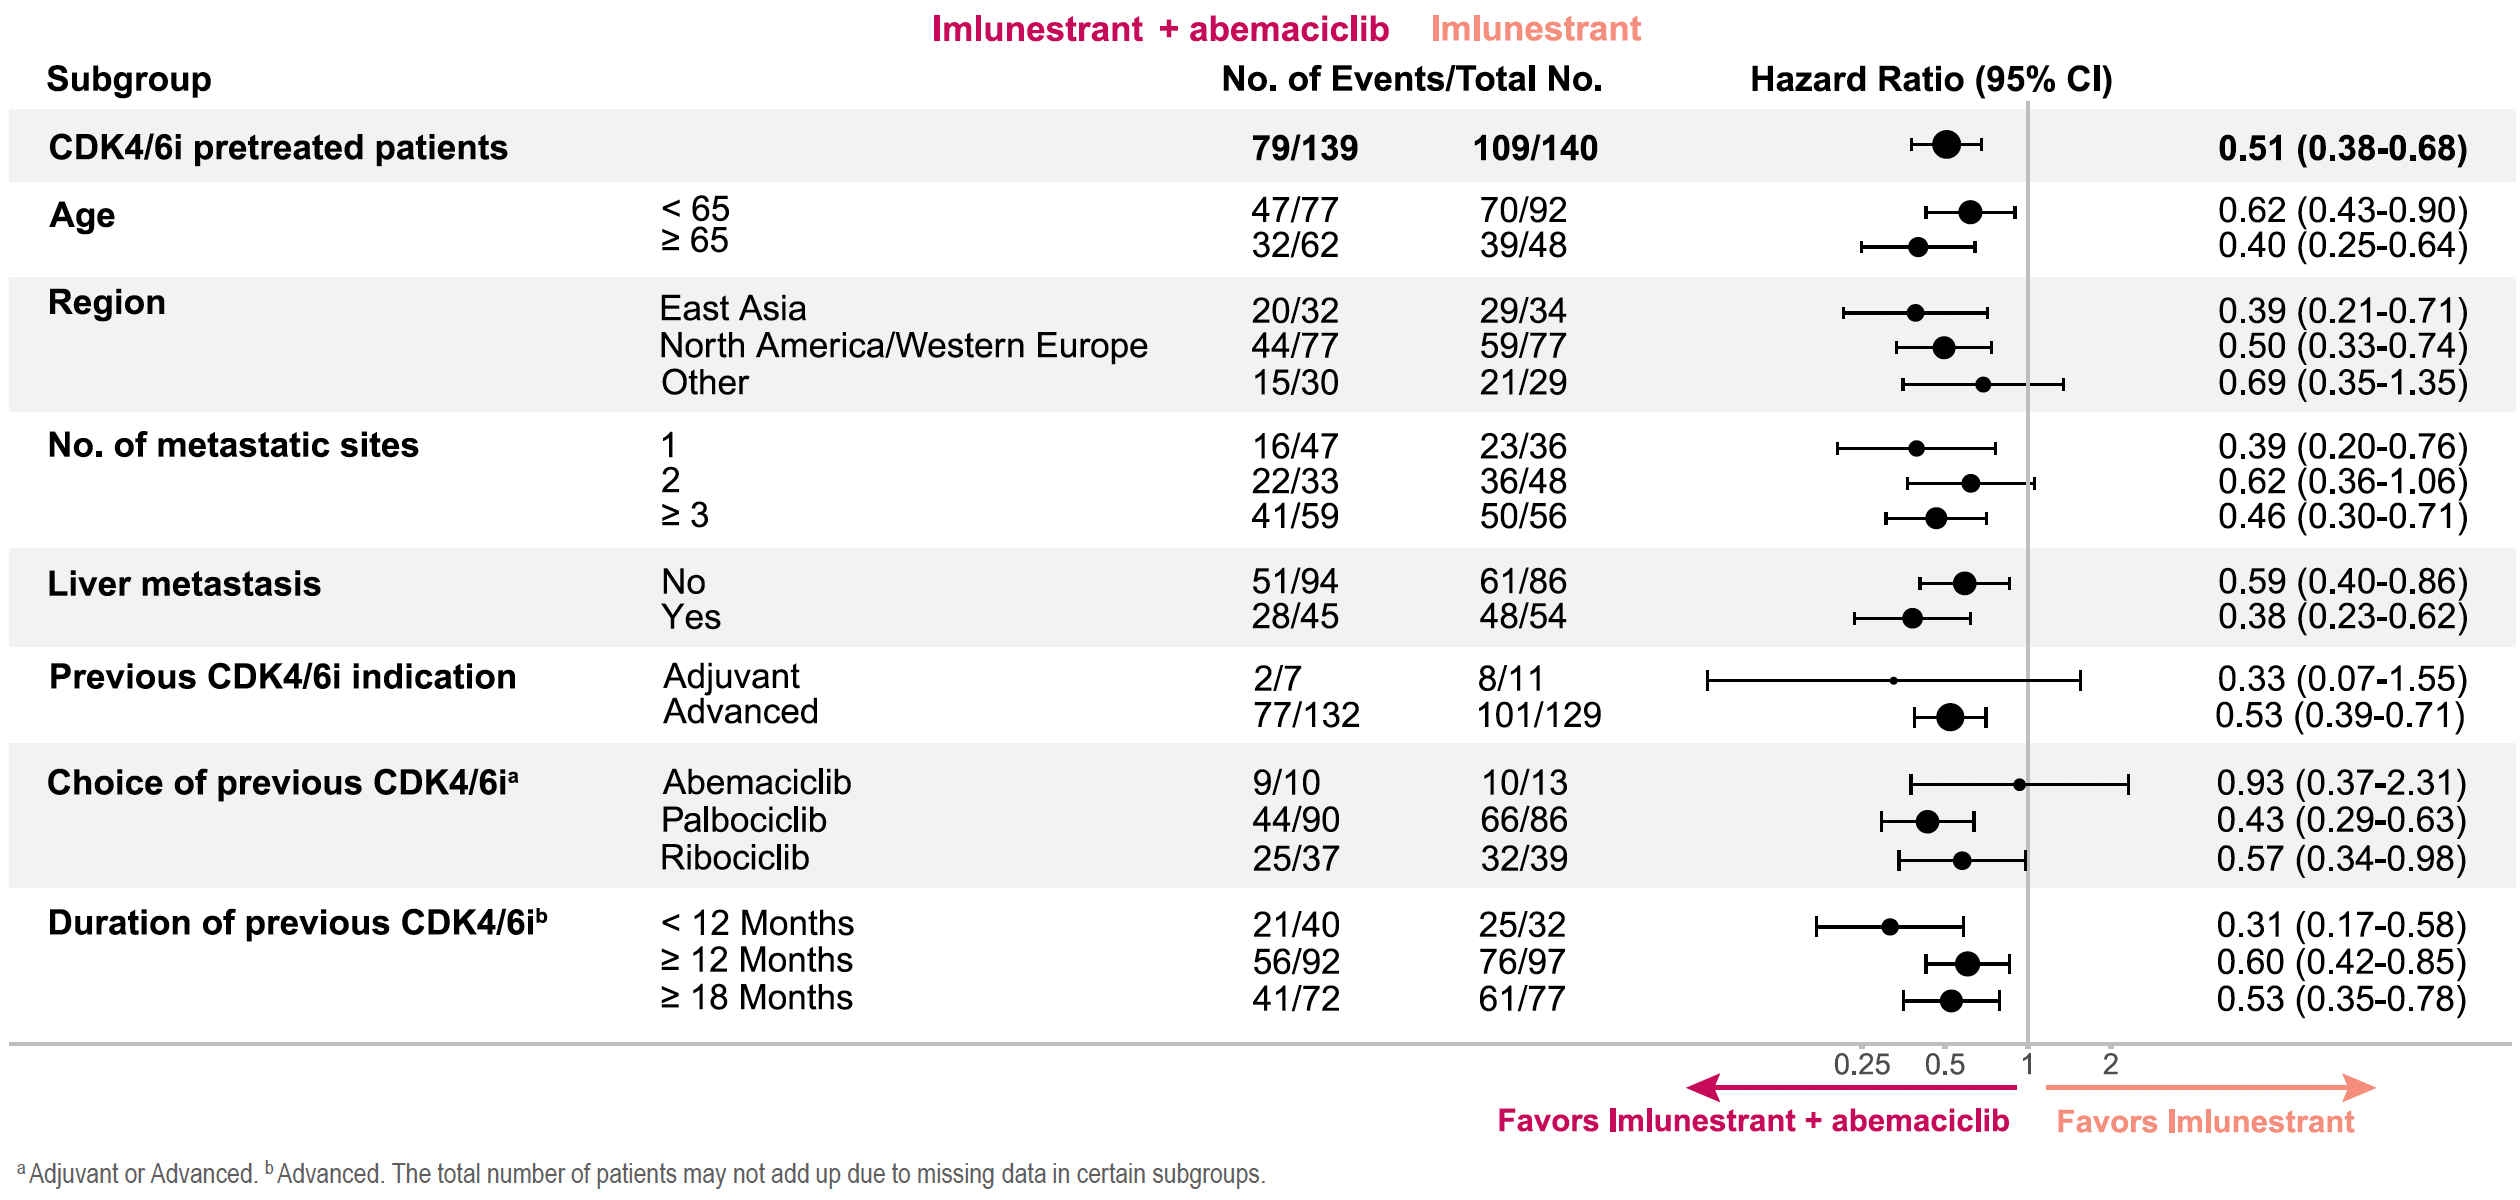 Imlunestrant + abemaciclib Imlunestrant
Subgroup No. of Events/Total No. Hazard Ratio (95% CI)
CDK4/6i pretreated patients 79/139 109/140 0.51 (0.38-0.68)
Age < 65 47/77 70/92 0.62 (0.43-0.90)
≥ 65 32/62 39/48 0.40 (0.25-0.64)
Region East Asia 20/32 29/34 0.39 (0.21-0.71)
North America/Western Europe 44/77 59/77 0.50 (0.33-0.74)
Other 15/30 21/29 0.69 (0.35-1.35)
No. of metastatic sites 1 16/47 23/36 0.39 (0.20-0.76)
2 22/33 36/48 0.62 (0.36-1.06)
≥ 3 41/59 50/56 0.46 (0.30-0.71)
Liver metastasis No 51/94 61/86 0.59 (0.40-0.86)
Yes 28/45 48/54 0.38 (0.23-0.62)
Previous CDK4/6i indication Adjuvant 2/7 8/11 0.33 (0.07-1.55)
Advanced 77/132 101/129 0.53 (0.39-0.71)
Choice of previous CDK4/6iᵃ Abemaciclib 9/10 10/13 0.93 (0.37-2.31)
Palbociclib 44/90 66/86 0.43 (0.29-0.63)
Ribociclib 25/37 32/39 0.57 (0.34-0.98)
Duration of previous CDK4/6iᵇ < 12 Months 21/40 25/32 0.31 (0.17-0.58)
≥ 12 Months 56/92 76/97 0.60 (0.42-0.85)
≥ 18 Months 41/72 61/77 0.53 (0.35-0.78)
0.25 0.5 1 2
Favors Imlunestrant + abemaciclib Favors Imlunestrant
ᵃ Adjuvant or Advanced. ᵇ Advanced. The total number of patients may not add up due to missing data in certain subgroups.